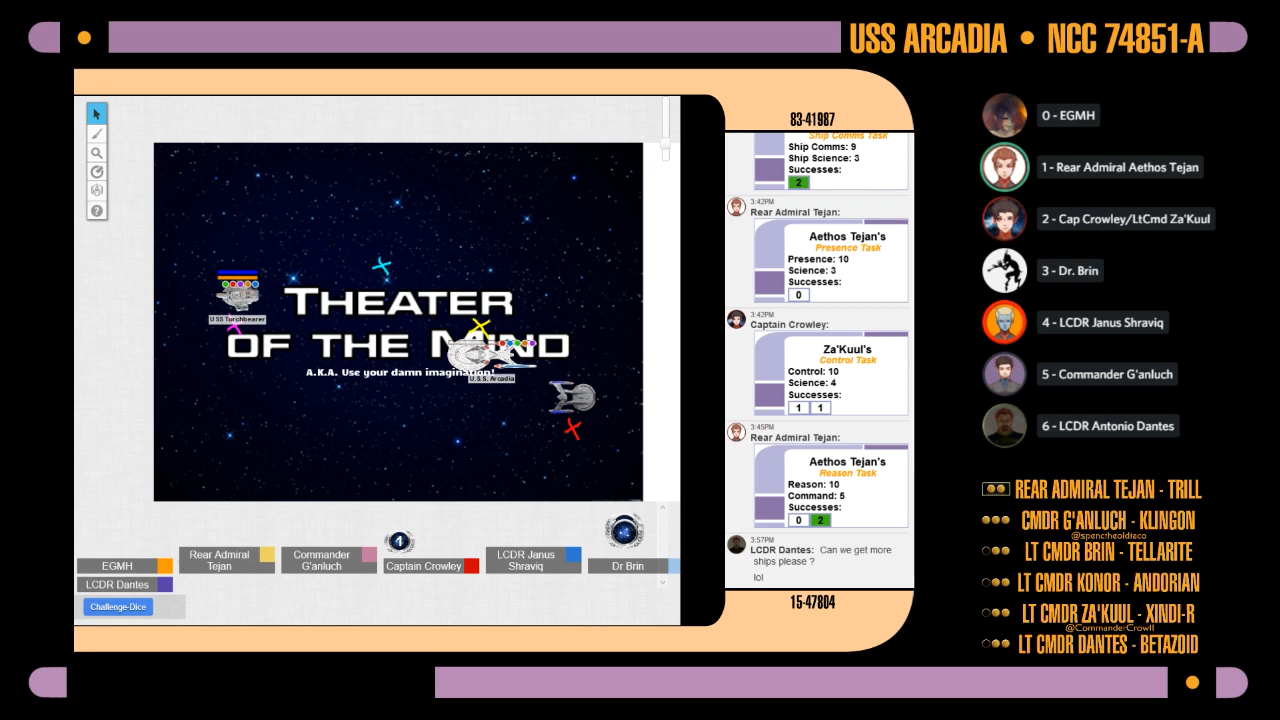 USS ARCADIA • NCC 74851-A
83-41987
Ship Comms Task
Ship Comms: 9
Ship Science: 3
Successes:
2
3:42PM
Rear Admiral Tejan:
Aethos Tejan's
Presence Task
Presence: 10
Science: 3
Successes:
0
3:42PM
Captain Crowley:
Za'Kuul's
Control Task
Control: 10
Science: 4
Successes:
1 1
3:45PM
Rear Admiral Tejan:
Aethos Tejan's
Reason Task
Reason: 10
Command: 5
Successes:
0 2
3:57PM
LCDR Dantes: Can we get more
ships please ?
lol
15-47804
THEATER
OF THE MIND
A.K.A. Use your damn imagination!
USS Torchbearer
U.S.S. Arcadia
EGMH
Rear Admiral
Tejan
Commander
G'anluch
4
Captain Crowley
LCDR Janus
Shraviq
Dr Brin
LCDR Dantes
Challenge-Dice
0 - EGMH
1 - Rear Admiral Aethos Tejan
2 - Cap Crowley/LtCmd Za'Kuul
3 - Dr. Brin
4 - LCDR Janus Shraviq
5 - Commander G'anluch
6 - LCDR Antonio Dantes
REAR ADMIRAL TEJAN - TRILL
CMDR G'ANLUCH - KLINGON
@spenctheoldtaco
LT CMDR BRIN - TELLARITE
LT CMDR KONOR - ANDORIAN
LT CMDR ZA'KUUL - XINDI-R
@CommanderCrowll
LT CMDR DANTES - BETAZOID